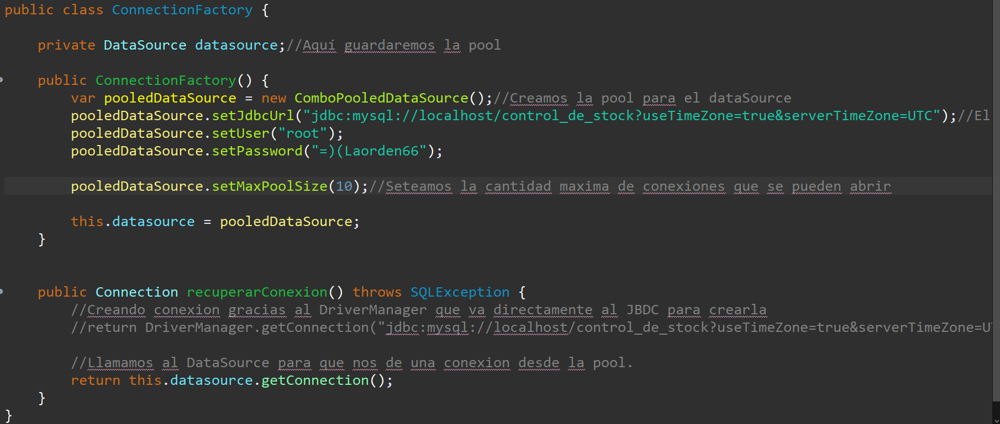 public class ConnectionFactory {
private DataSource datasource;//Aquí guardaremos la pool
public ConnectionFactory() {
var pooledDataSource = new ComboPooledDataSource();//Creamos la pool para el dataSource
pooledDataSource.setJdbcUrl("jdbc:mysql://localhost/control_de_stock?useTimeZone=true&serverTimeZone=UTC");//El
pooledDataSource.setUser("root");
pooledDataSource.setPassword("=)(Laorden66");
pooledDataSource.setMaxPoolSize(10);//Seteamos la cantidad maxima de conexiones que se pueden abrir
this.datasource = pooledDataSource;
}
public Connection recuperarConexion() throws SQLException {
//Creando conexion gracias al DriverManager que va directamente al JBDC para crearla
//return DriverManager.getConnection("jdbc:mysql://localhost/control_de_stock?useTimeZone=true&serverTimeZone=U
//Llamamos al DataSource para que nos de una conexion desde la pool.
return this.datasource.getConnection();
}
}